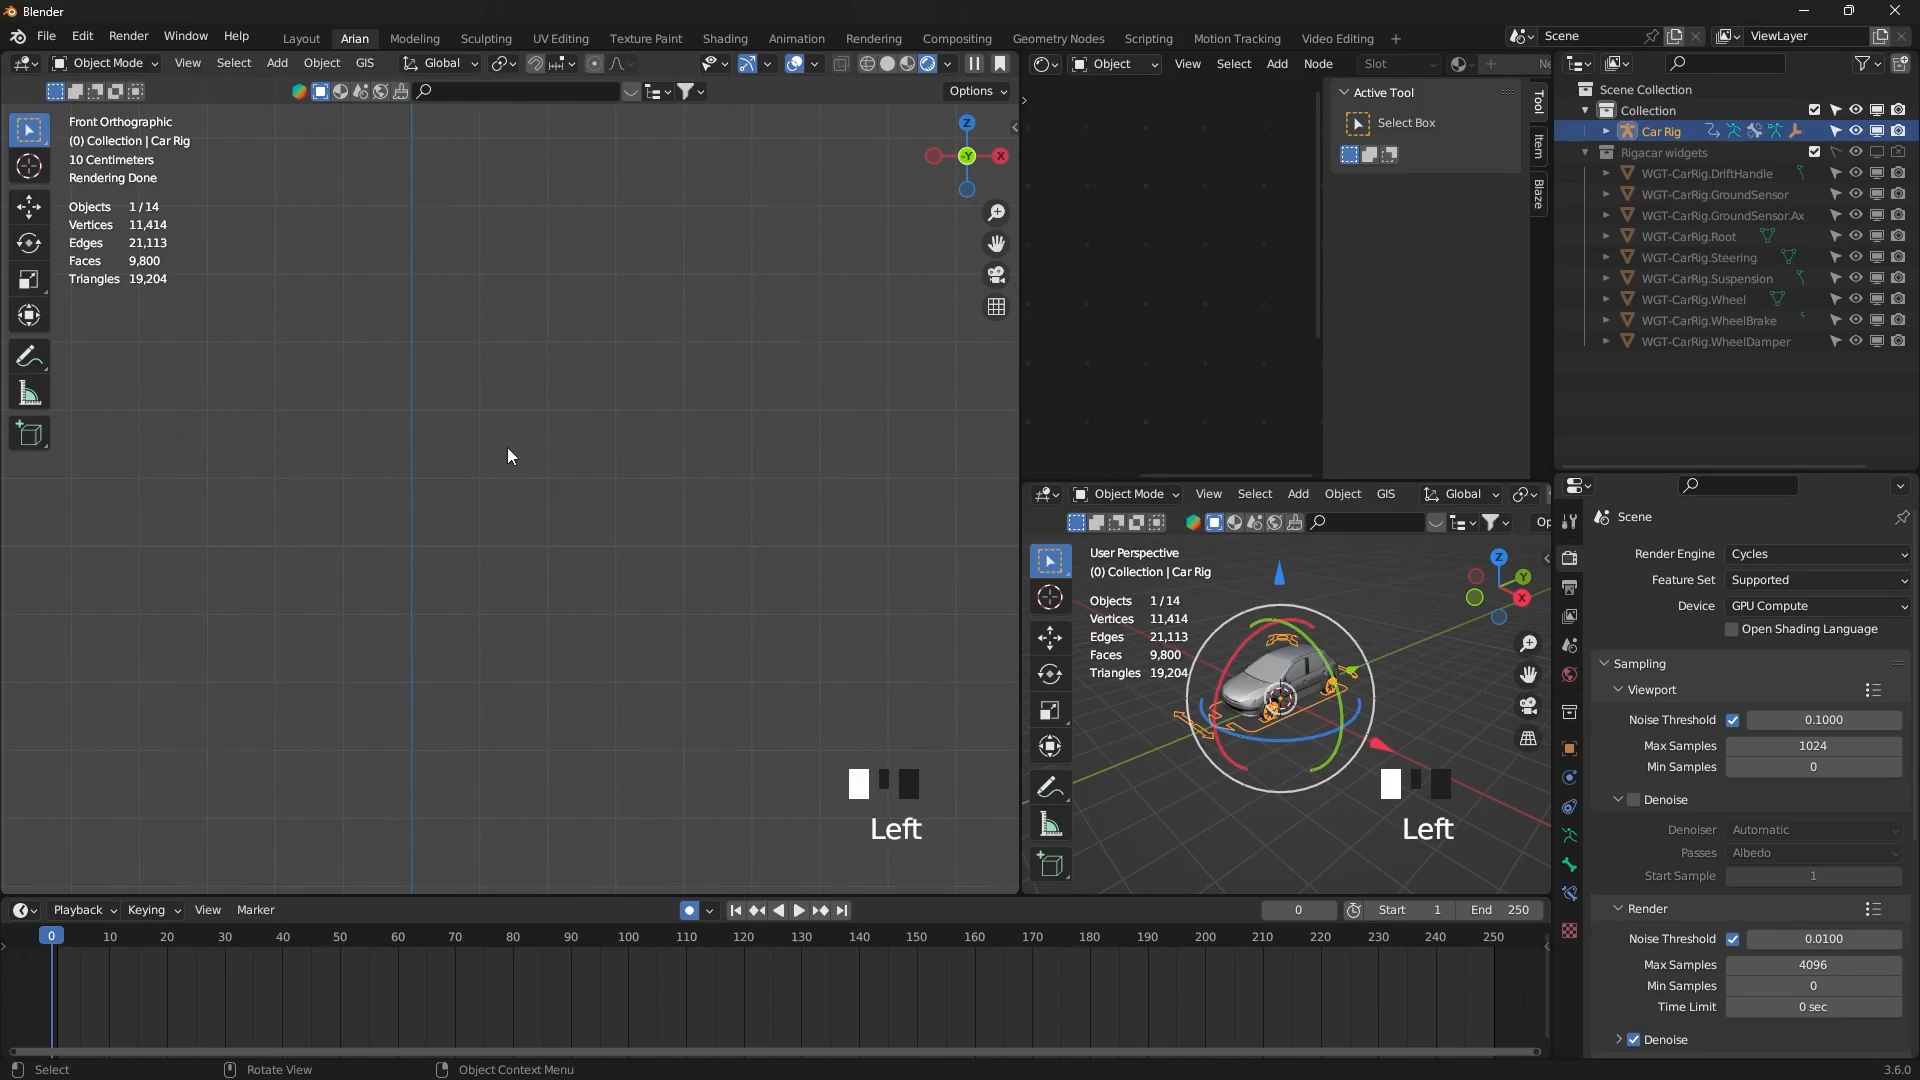 Blender
File Edit Render Window Help Layout Arian Modeling Sculpting UV Editing Texture Paint Shading Animation Rendering Compositing Geometry Nodes Scripting Motion Tracking Video Editing + Scene ViewLayer
Object Mode View Select Add Object GIS Global
Options
Front Orthographic
(0) Collection | Car Rig
10 Centimeters
Rendering Done
Objects 1/14
Vertices 11,414
Edges 21,113
Faces 9,800
Triangles 19,204
Z
-Y
X
Left
Object View Select Add Node Slot Ne
Active Tool
Select Box
Tool
Item
Blaze
Object Mode View Select Add Object GIS Global
Op
User Perspective
(0) Collection | Car Rig
Objects 1/14
Vertices 11,414
Edges 21,113
Faces 9,800
Triangles 19,204
Z
Y
X
Left
Scene Collection
Collection
Car Rig
Rigacar widgets
WGT-CarRig.DriftHandle
WGT-CarRig.GroundSensor
WGT-CarRig.GroundSensor.Ax
WGT-CarRig.Root
WGT-CarRig.Steering
WGT-CarRig.Suspension
WGT-CarRig.Wheel
WGT-CarRig.WheelBrake
WGT-CarRig.WheelDamper
Scene
Render Engine Cycles
Feature Set Supported
Device GPU Compute
Open Shading Language
Sampling
Viewport
Noise Threshold 0.1000
Max Samples 1024
Min Samples 0
Denoise
Denoiser Automatic
Passes Albedo
Start Sample 1
Render
Noise Threshold 0.0100
Max Samples 4096
Min Samples 0
Time Limit 0 sec
Denoise
Playback Keying View Marker 0 Start 1 End 250
0 10 20 30 40 50 60 70 80 90 100 110 120 130 140 150 160 170 180 190 200 210 220 230 240 250
Select Rotate View Object Context Menu 3.6.0